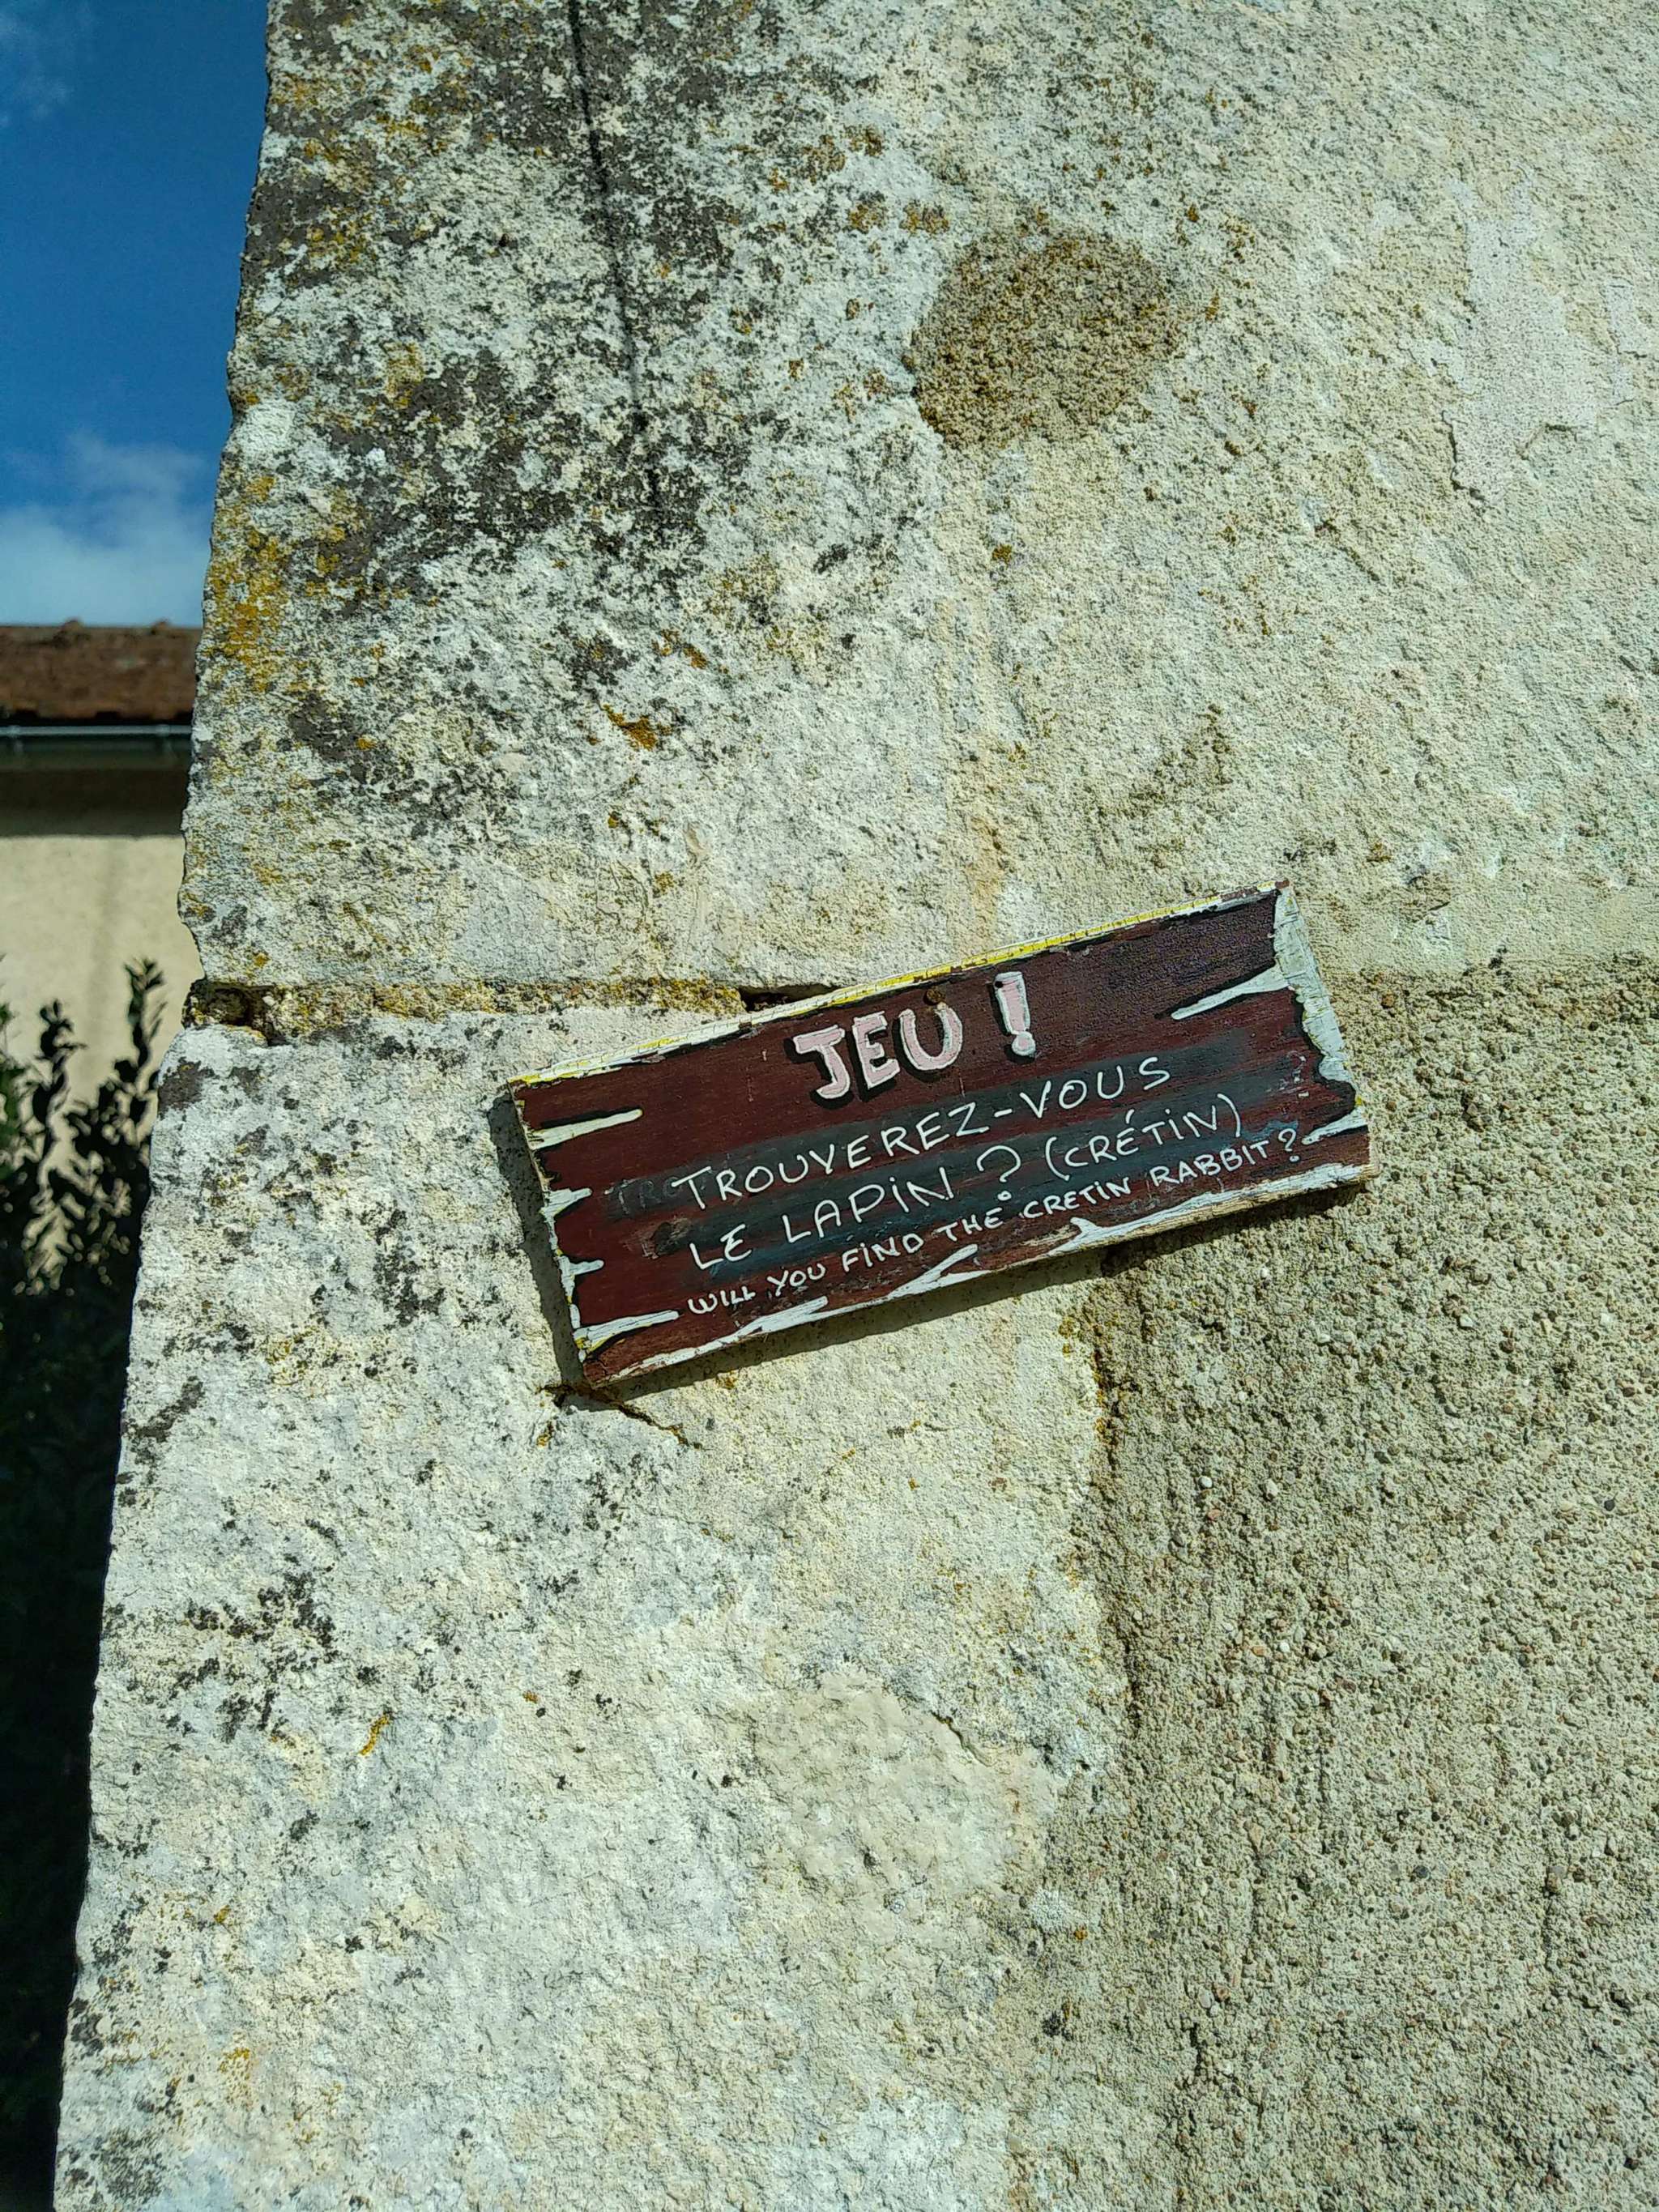 JEU !
TROUVEREZ-VOUS
LE LAPIN ? (CRÉTIN)
WILL YOU FIND THE CRETIN RABBIT ?